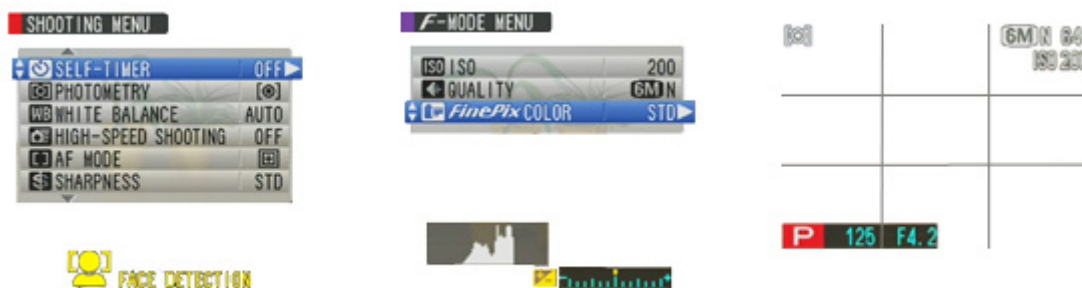 SHOOTING MENU
SELF-TIMER OFF
PHOTOMETRY [◉]
WB WHITE BALANCE AUTO
HIGH-SPEED SHOOTING OFF
AF MODE
S SHARPNESS STD
FACE DETECTION
F-MODE MENU
ISO ISO 200
QUALITY 6M N
FinePix COLOR STD
6M N
ISO
P 125 F4.2